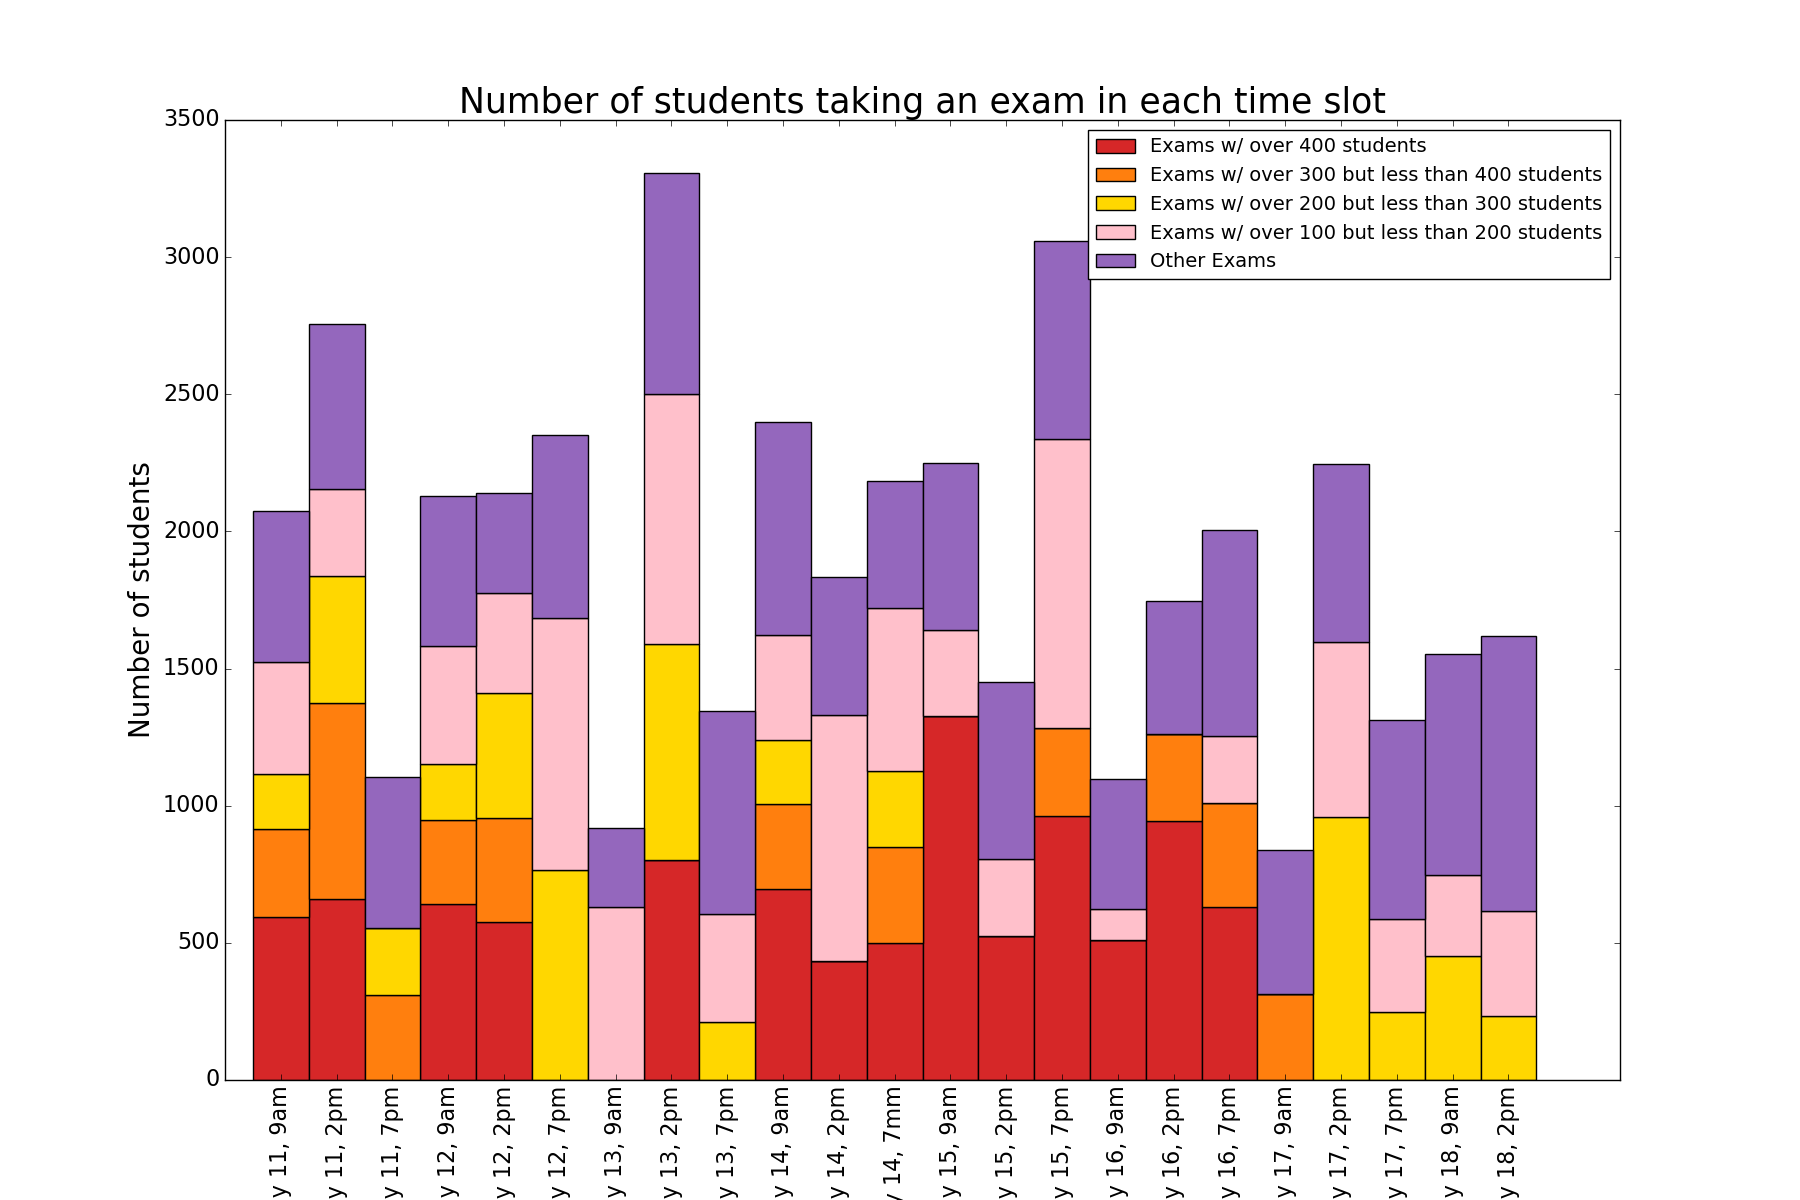 Number of students taking an exam in each time slot
Exams w/ over 400 students
Exams w/ over 300 but less than 400 students
Exams w/ over 200 but less than 300 students
Exams w/ over 100 but less than 200 students
Other Exams
Number of students
3500
3000
2500
2000
1500
1000
500
0
y 11, 9am
y 11, 2pm
y 11, 7pm
y 12, 9am
y 12, 2pm
y 12, 7pm
y 13, 9am
y 13, 2pm
y 13, 7pm
y 14, 9am
y 14, 2pm
y 14, 7mm
y 15, 9am
y 15, 2pm
y 15, 7pm
y 16, 9am
y 16, 2pm
y 16, 7pm
y 17, 9am
y 17, 2pm
y 17, 7pm
y 18, 9am
y 18, 2pm